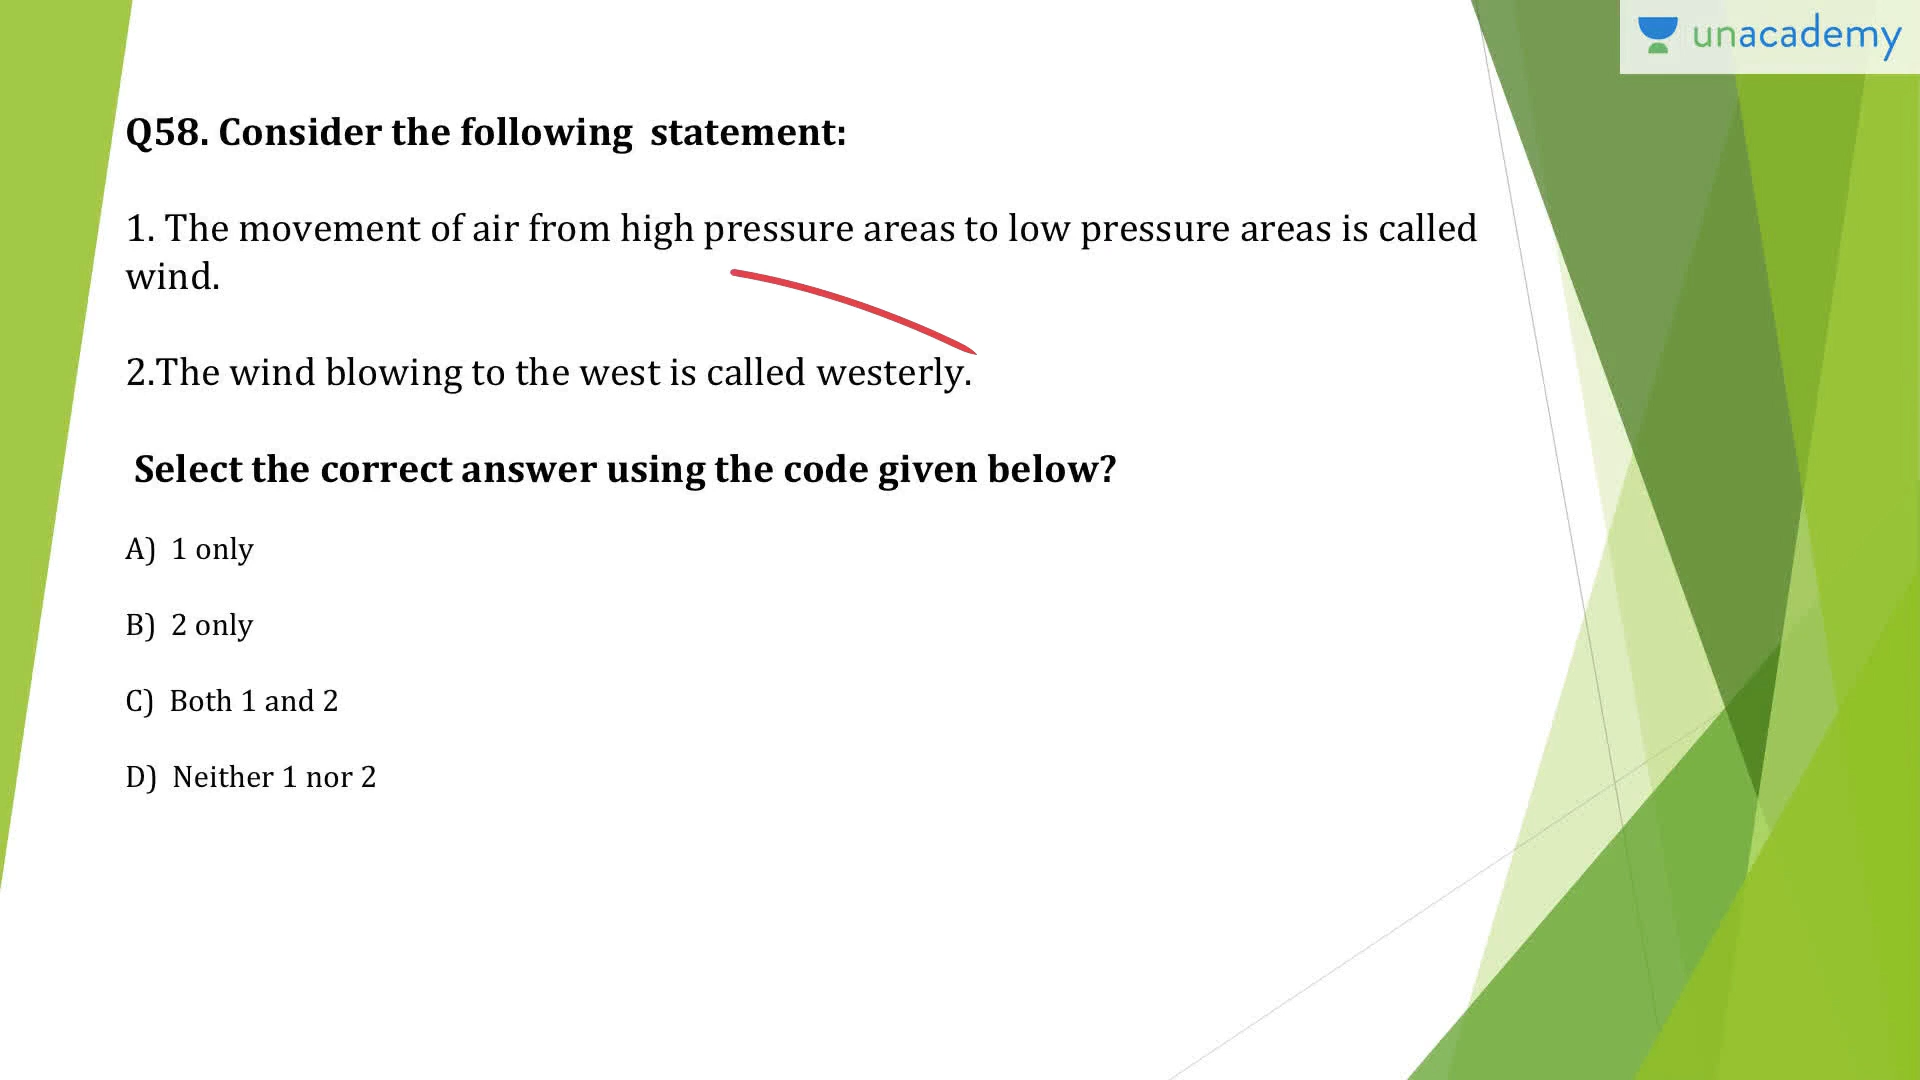 unacademy
Q58. Consider the following  statement:
1. The movement of air from high pressure areas to low pressure areas is called
wind.
2.The wind blowing to the west is called westerly.
Select the correct answer using the code given below?
A)  1 only
B)  2 only
C)  Both 1 and 2
D)  Neither 1 nor 2